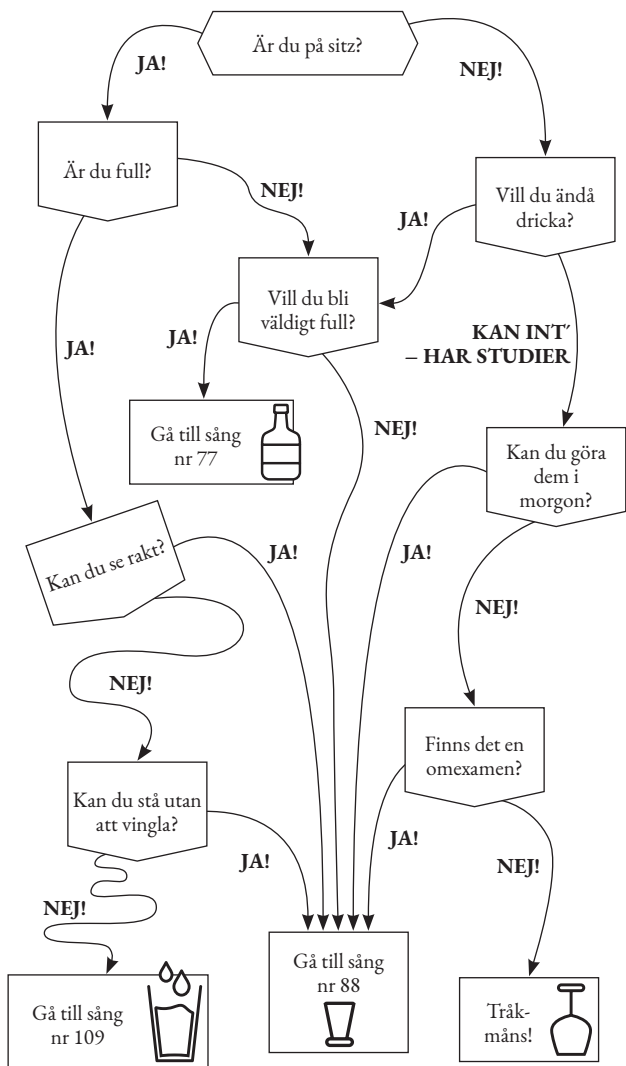 Är du på sitz?
JA!
NEJ!
Är du full?
NEJ!
JA!
Vill du ändå
dricka?
Vill du bli
väldigt full?
JA!
JA!
KAN INT´
– HAR STUDIER
Gå till sång
nr 77
NEJ!
Kan du göra
dem i
morgon?
Kan du se rakt?
JA!
JA!
NEJ!
NEJ!
Finns det en
omexamen?
Kan du stå utan
att vingla?
JA!
JA!
NEJ!
NEJ!
Gå till sång
nr 88
Gå till sång
nr 109
Tråk-
måns!